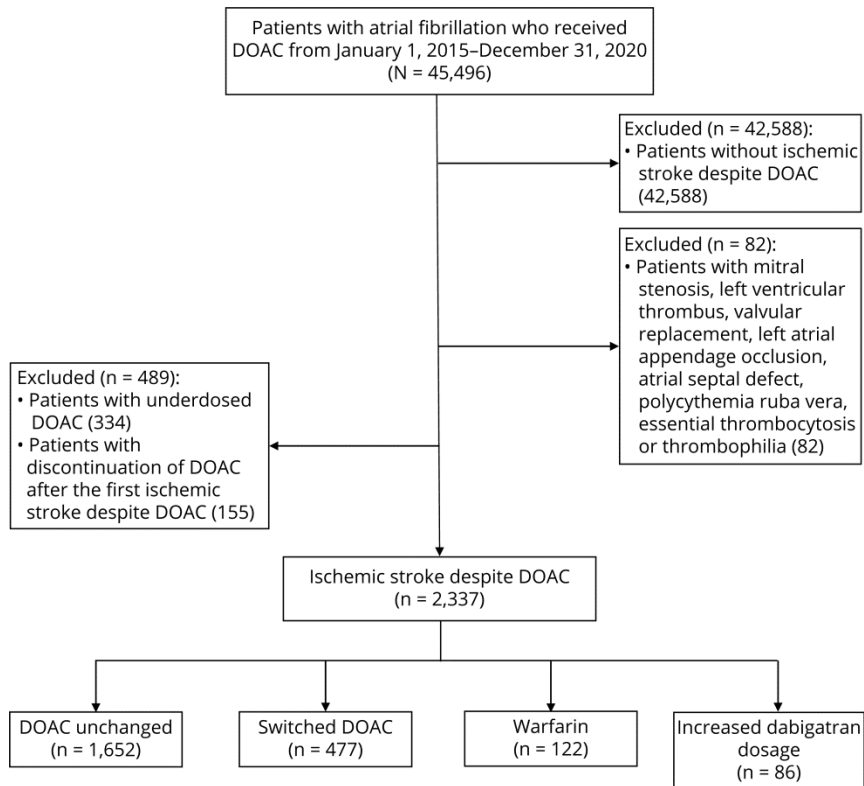 Patients with atrial fibrillation who received
DOAC from January 1, 2015–December 31, 2020
(N = 45,496)
Excluded (n = 42,588):
• Patients without ischemic
stroke despite DOAC
(42,588)
Excluded (n = 82):
• Patients with mitral
stenosis, left ventricular
thrombus, valvular
replacement, left atrial
appendage occlusion,
atrial septal defect,
polycythemia ruba vera,
essential thrombocytosis
or thrombophilia (82)
Excluded (n = 489):
• Patients with underdosed
DOAC (334)
• Patients with
discontinuation of DOAC
after the first ischemic
stroke despite DOAC (155)
Ischemic stroke despite DOAC
(n = 2,337)
DOAC unchanged
(n = 1,652)
Switched DOAC
(n = 477)
Warfarin
(n = 122)
Increased dabigatran
dosage
(n = 86)